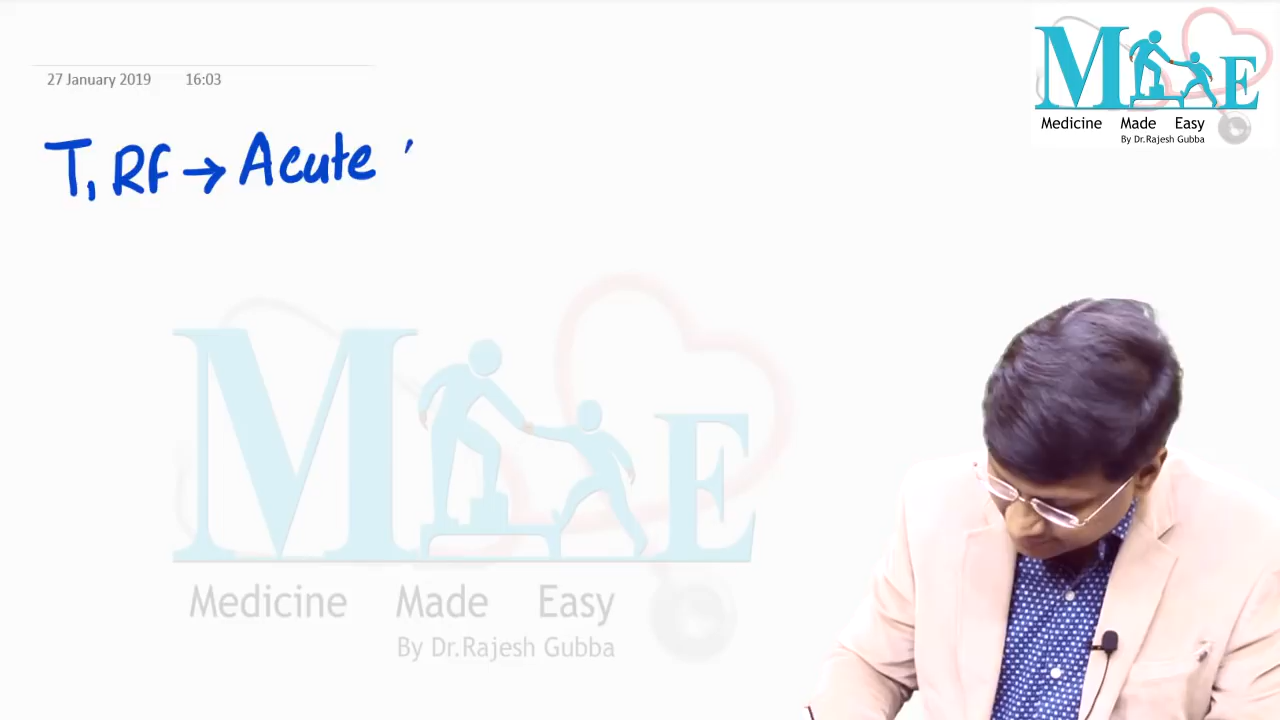 27 January 2019 16:03
T, RF → Acute
MADE
Medicine Made Easy
By Dr.Rajesh Gubba
M E
Medicine Made Easy
By Dr.Rajesh Gubba